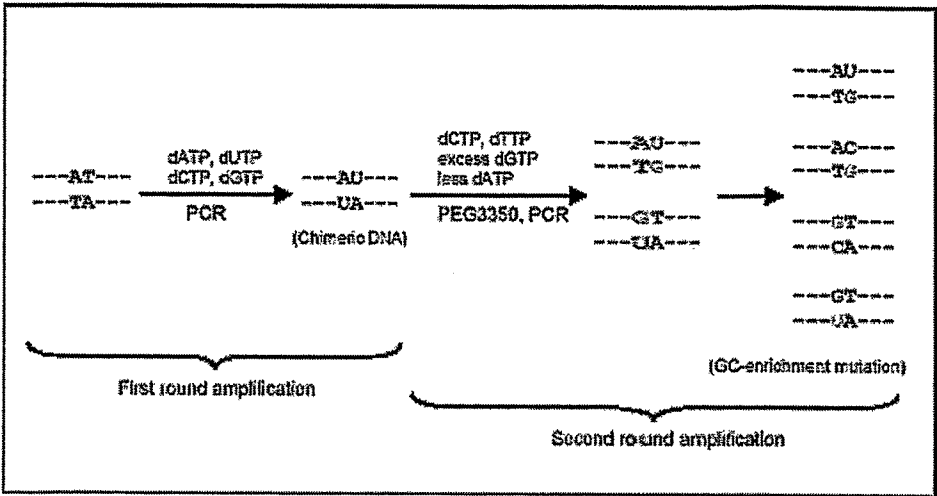 ---AT---
---TA---
dATP, dUTP
dCTP, dGTP
PCR
---AU---
---UA---
(Chimeric DNA)
dCTP, dTTP
excess dGTP
less dATP
PEG3350, PCR
---AU---
---TG---
---GT---
---UA---
---AU---
---TG---
---AC---
---TG---
---GT---
---CA---
---GT---
---UA---
(GC-enrichment mutation)
First round amplification
Second round amplification